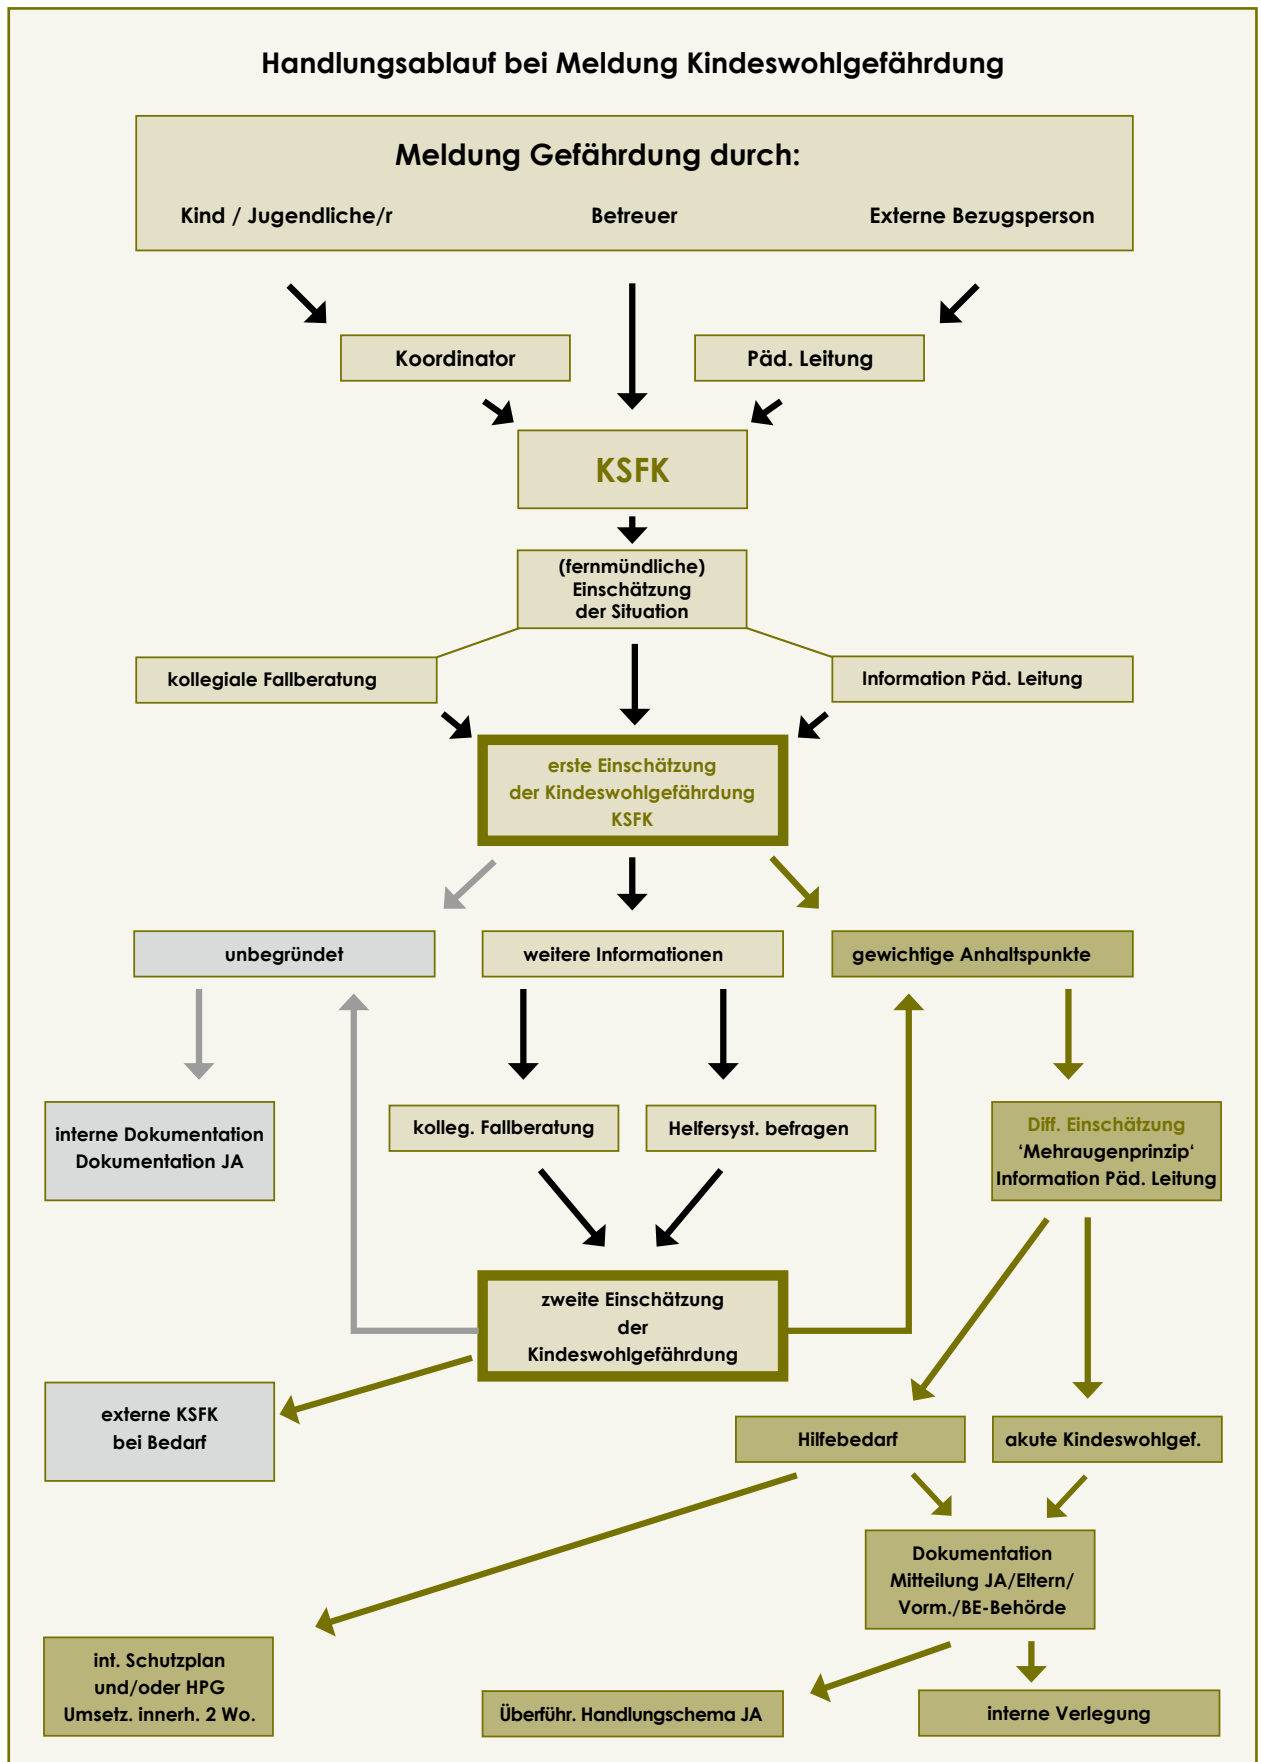 Handlungsablauf bei Meldung Kindeswohlgefährdung
Meldung Gefährdung durch:
Kind / Jugendliche/r
Betreuer
Externe Bezugsperson
Koordinator
Päd. Leitung
KSFK
(fernmündliche)
Einschätzung
der Situation
kollegiale Fallberatung
Information Päd. Leitung
erste Einschätzung
der Kindeswohlgefährdung
KSFK
unbegründet
weitere Informationen
gewichtige Anhaltspunkte
interne Dokumentation
Dokumentation JA
kolleg. Fallberatung
Helfersyst. befragen
Diff. Einschätzung
'Mehraugenprinzip‘
Information Päd. Leitung
zweite Einschätzung
der
Kindeswohlgefährdung
externe KSFK
bei Bedarf
Hilfebedarf
akute Kindeswohlgef.
Dokumentation
Mitteilung JA/Eltern/
Vorm./BE-Behörde
int. Schutzplan
und/oder HPG
Umsetz. innerh. 2 Wo.
Überführ. Handlungschema JA
interne Verlegung